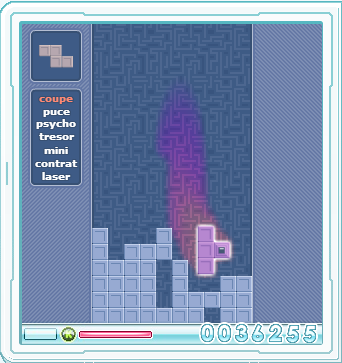 coupe
puce
psycho
tresor
mini
contrat
laser
0036255